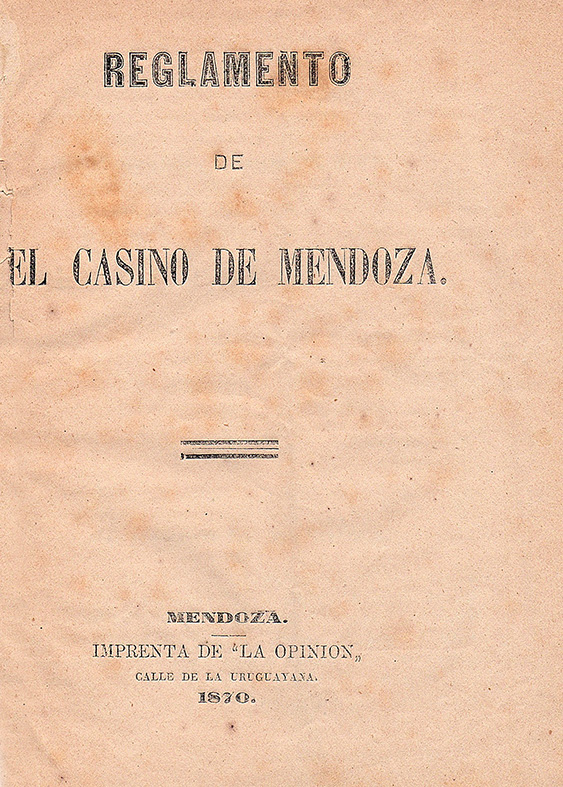 REGLAMENTO
DE
EL CASINO DE MENDOZA.
MENDOZA.
IMPRENTA DE “LA OPINION„
CALLE DE LA URUGUAYANA.
1870.